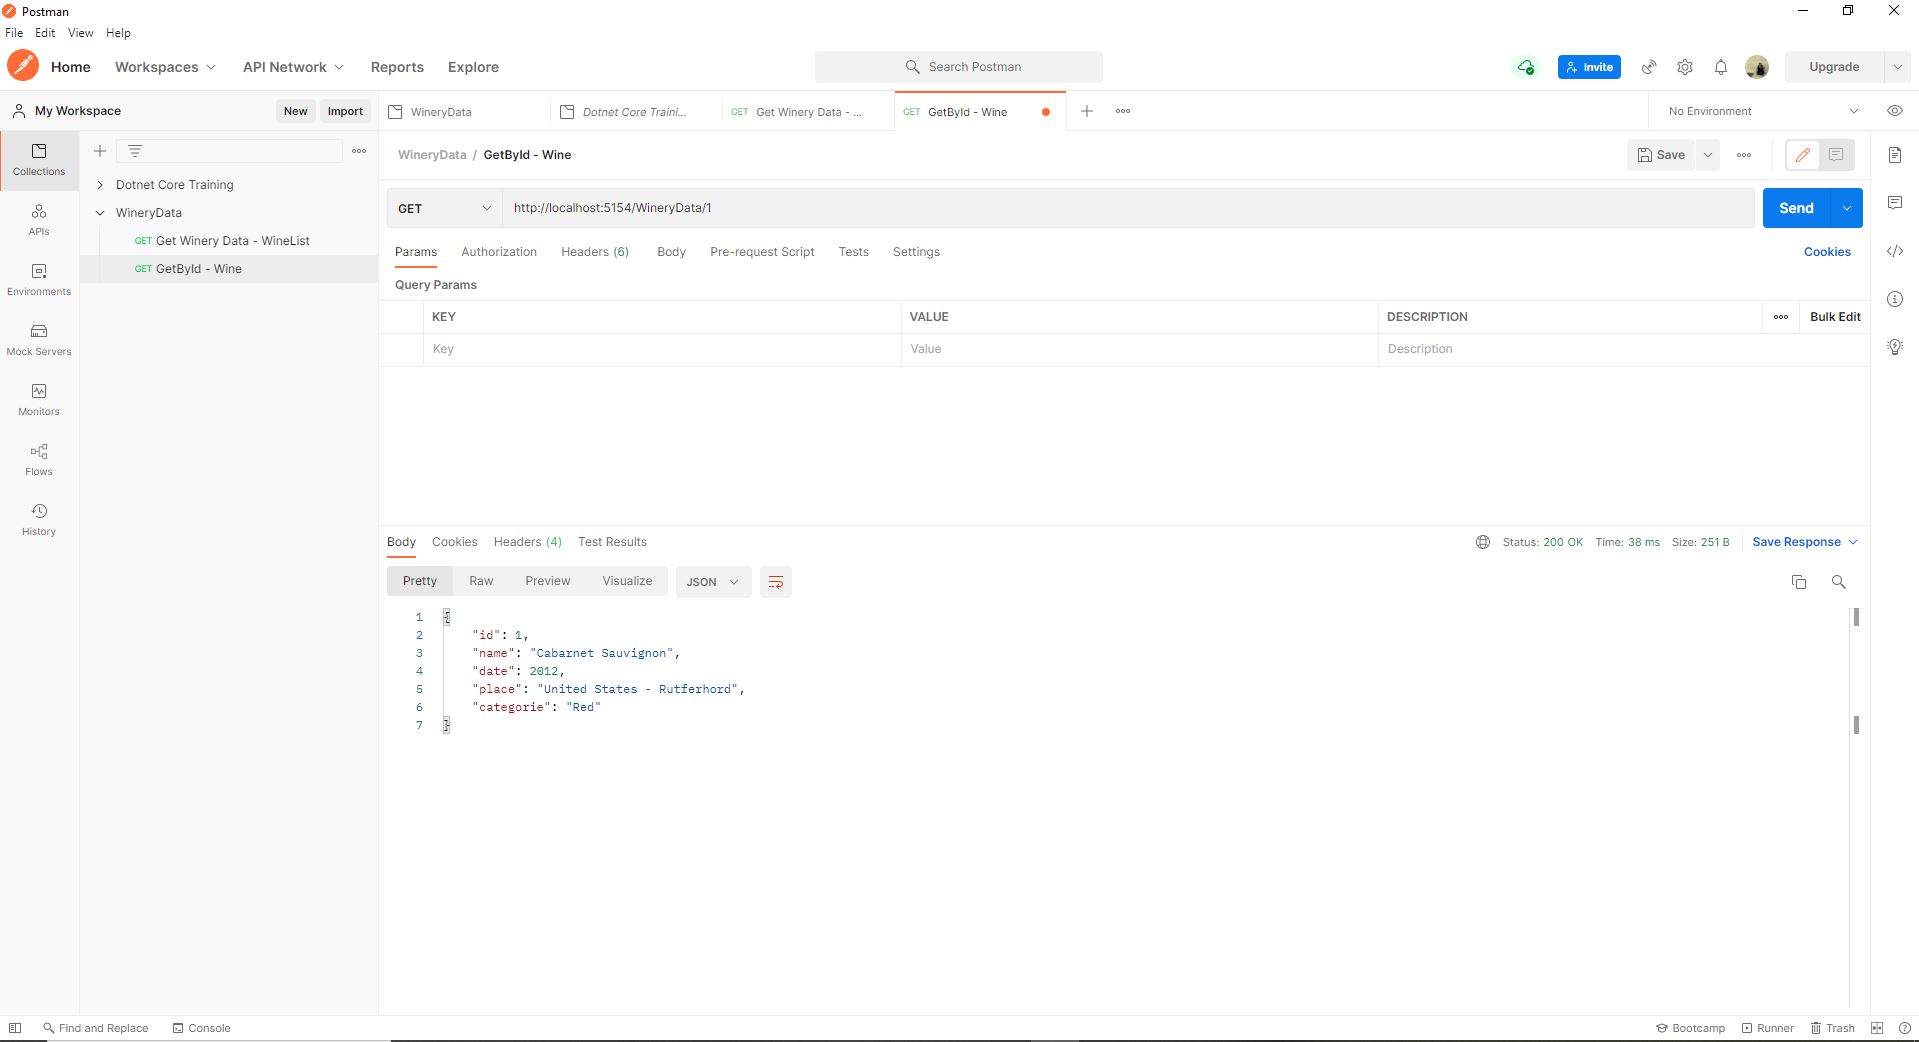 Postman
File Edit View Help
Home Workspaces API Network Reports Explore Search Postman Invite Upgrade
My Workspace New Import WineryData Dotnet Core Traini... GET Get Winery Data - ... GET GetById - Wine No Environment
Collections
APIs
Environments
Mock Servers
Monitors
Flows
History
Dotnet Core Training
WineryData
GET Get Winery Data - WineList
GET GetById - Wine
WineryData / GetById - Wine Save
GET http://localhost:5154/WineryData/1 Send
Params Authorization Headers (6) Body Pre-request Script Tests Settings Cookies
Query Params
KEY VALUE DESCRIPTION Bulk Edit
Key Value Description
Body Cookies Headers (4) Test Results Status: 200 OK Time: 38 ms Size: 251 B Save Response
Pretty Raw Preview Visualize JSON
1 {
2 "id": 1,
3 "name": "Cabarnet Sauvignon",
4 "date": 2012,
5 "place": "United States - Rutferhord",
6 "categorie": "Red"
7 }
Find and Replace Console Bootcamp Runner Trash